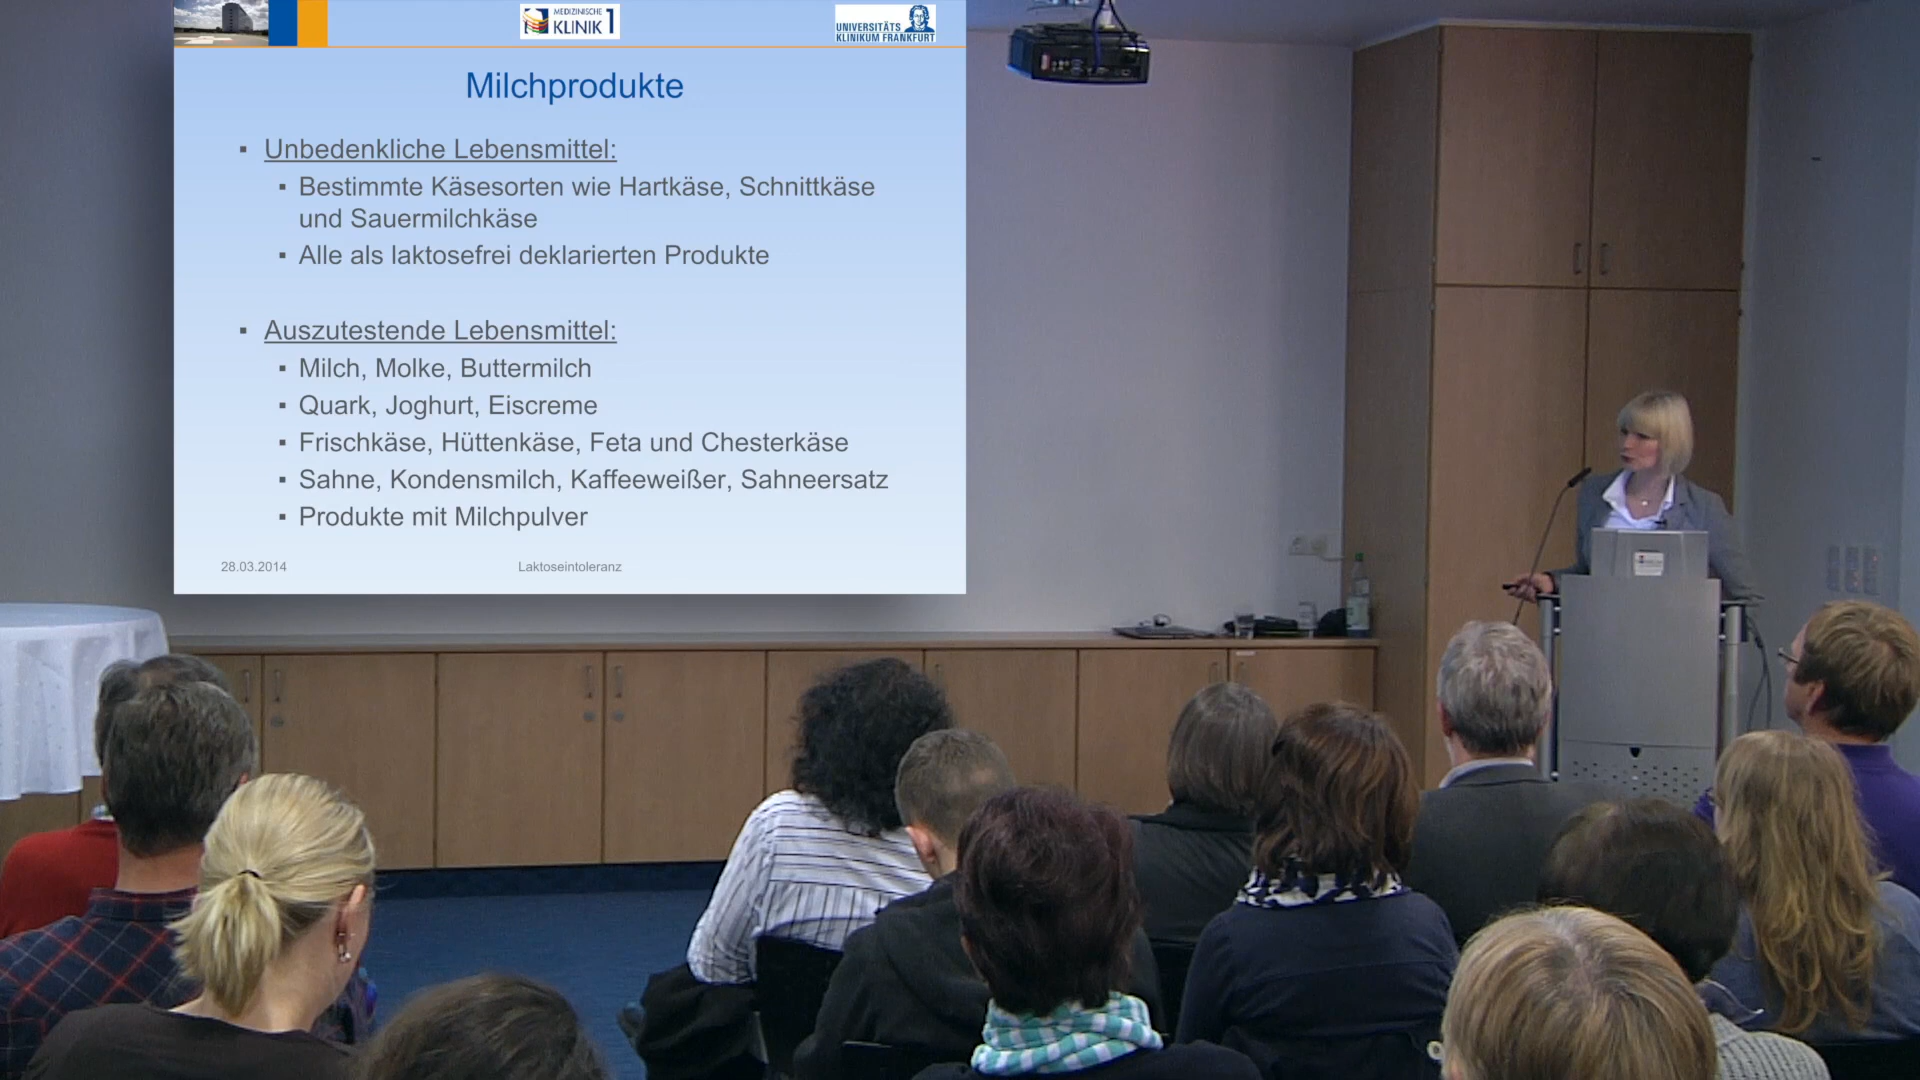 MEDIZINISCHE
KLINIK 1
UNIVERSITÄTS
KLINIKUM FRANKFURT
Milchprodukte
▪ Unbedenkliche Lebensmittel:
▪ Bestimmte Käsesorten wie Hartkäse, Schnittkäse
und Sauermilchkäse
▪ Alle als laktosefrei deklarierten Produkte
▪ Auszutestende Lebensmittel:
▪ Milch, Molke, Buttermilch
▪ Quark, Joghurt, Eiscreme
▪ Frischkäse, Hüttenkäse, Feta und Chesterkäse
▪ Sahne, Kondensmilch, Kaffeeweißer, Sahneersatz
▪ Produkte mit Milchpulver
28.03.2014 Laktoseintoleranz